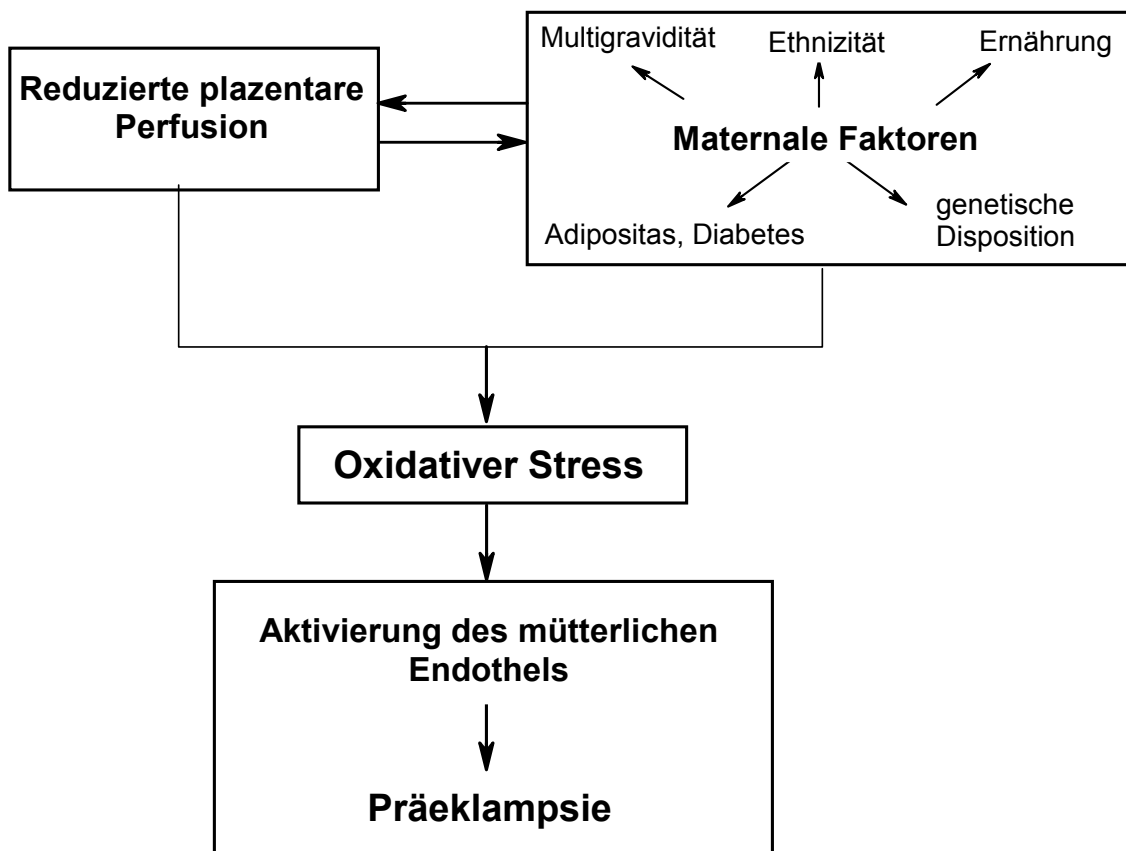 Reduzierte plazentare
Perfusion
Multigravidität
Ethnizität
Ernährung
Maternale Faktoren
Adipositas, Diabetes
genetische
Disposition
Oxidativer Stress
Aktivierung des mütterlichen
Endothels
Präeklampsie